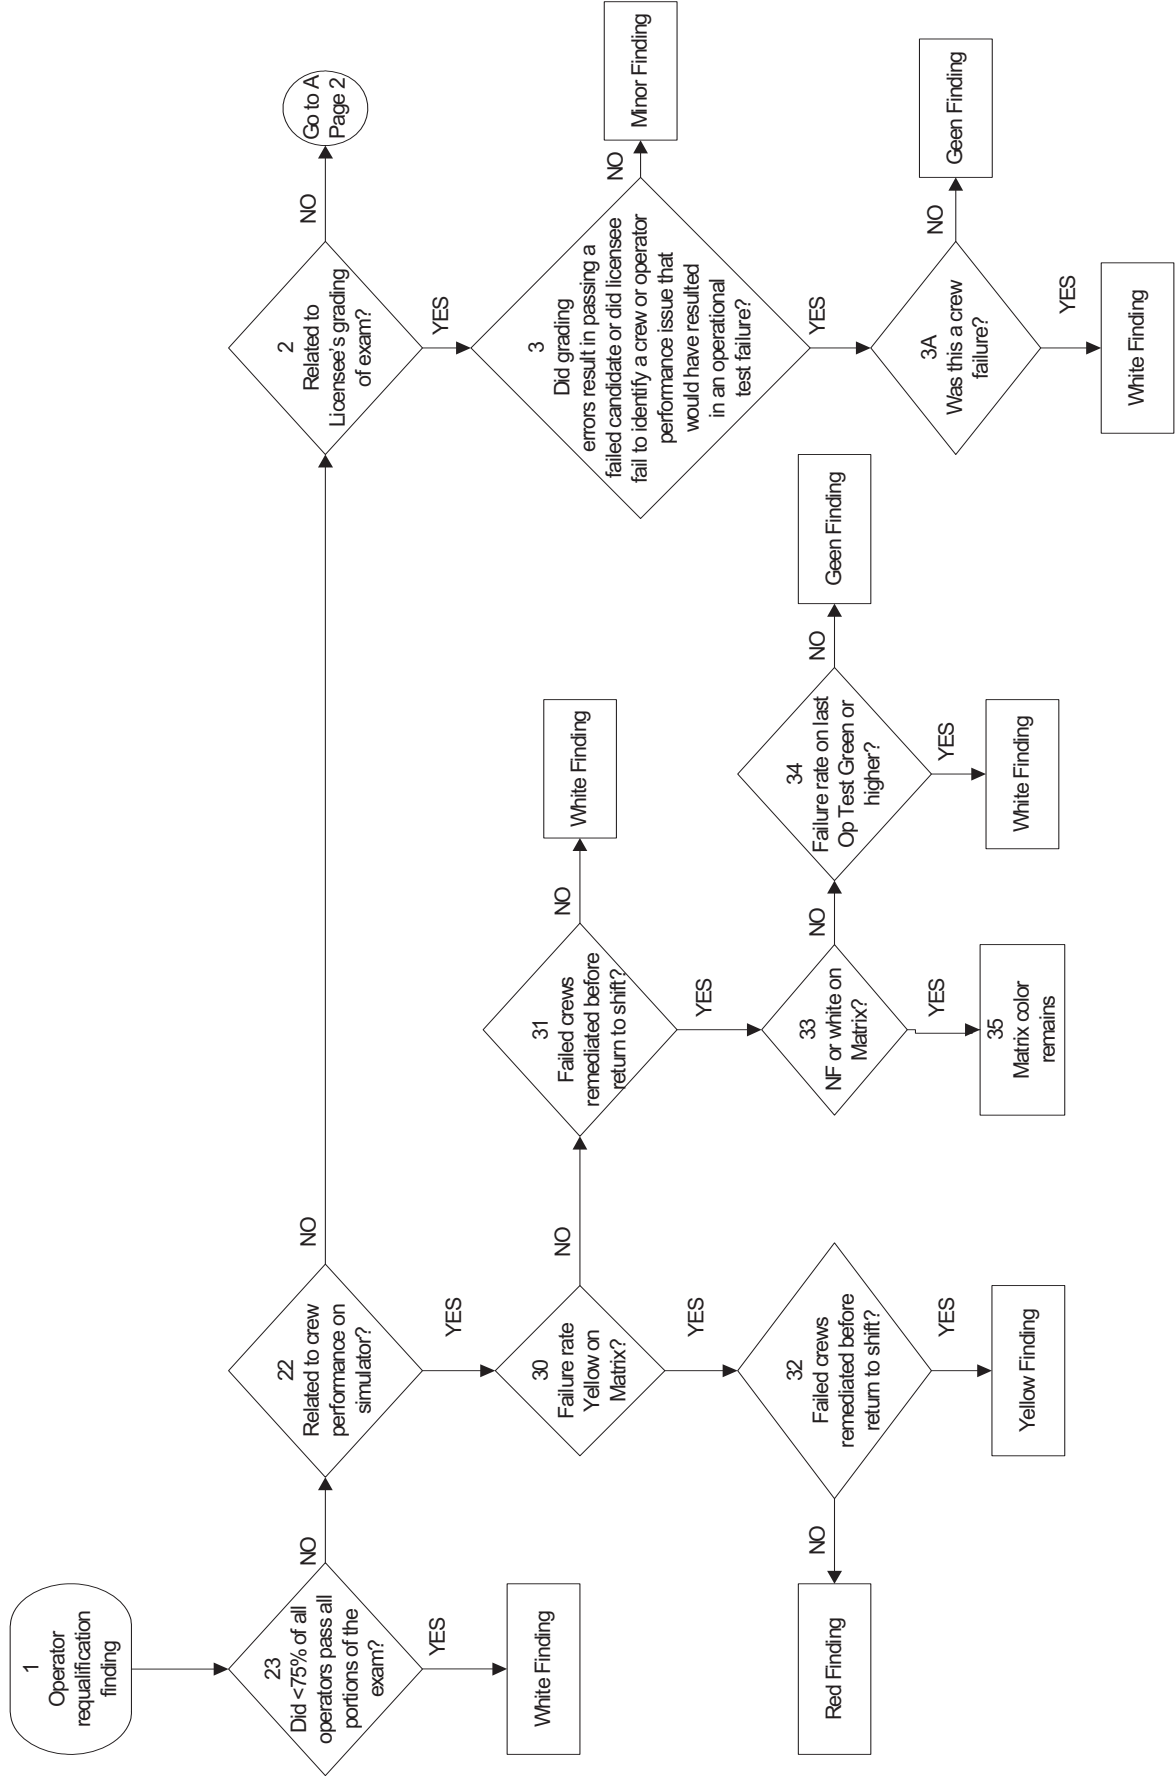 1
Operator
requalification
finding
23
Did <75% of all
operators pass all
portions of the
exam?
NO
YES
White Finding
22
Related to crew
performance on
simulator?
NO
YES
2
Related to
Licensee's grading
of exam?
NO
Go to A
Page 2
YES
3
Did grading
errors result in passing a
failed candidate or did licensee
fail to identify a crew or operator
performance issue that
would have resulted
in an operational
test failure?
NO
Minor Finding
YES
3A
Was this a crew
failure?
NO
Geen Finding
YES
White Finding
30
Failure rate
Yellow on
Matrix?
NO
YES
31
Failed crews
remediated before
return to shift?
NO
White Finding
YES
33
NF or white on
Matrix?
NO
YES
35
Matrix color
remains
34
Failure rate on last
Op Test Green or
higher?
NO
Geen Finding
YES
White Finding
32
Failed crews
remediated before
return to shift?
NO
Red Finding
YES
Yellow Finding